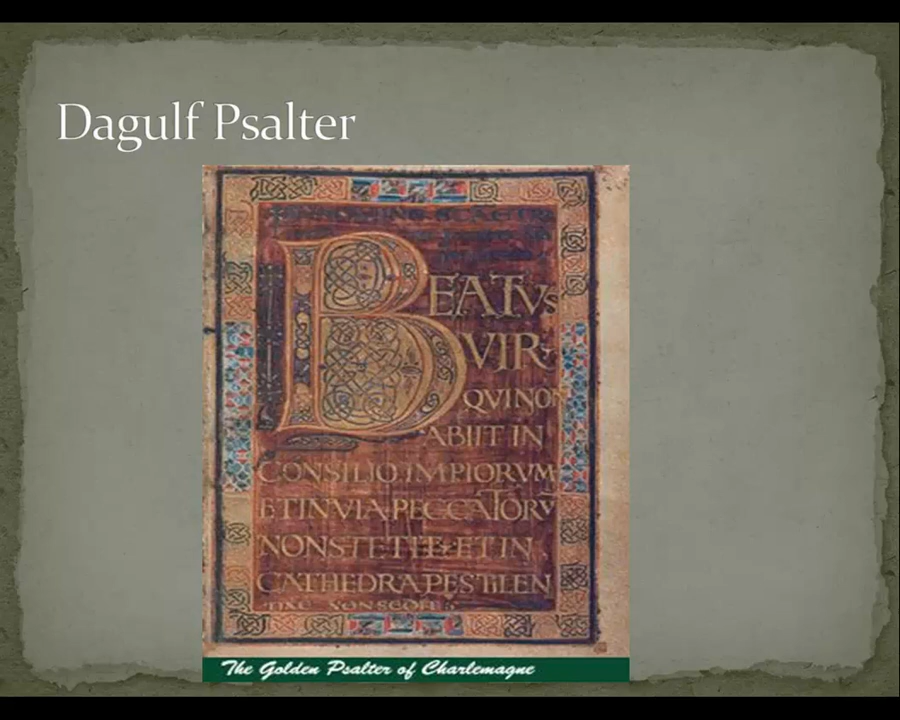 Dagulf Psalter
BEATVS
VIR
QVI NON
ABIIT IN
CONSILIO IMPIORVM
ET IN VIA PECCATORV
NON STETIT ET IN
CATHEDRA PESTILEN
The Golden Psalter of Charlemagne